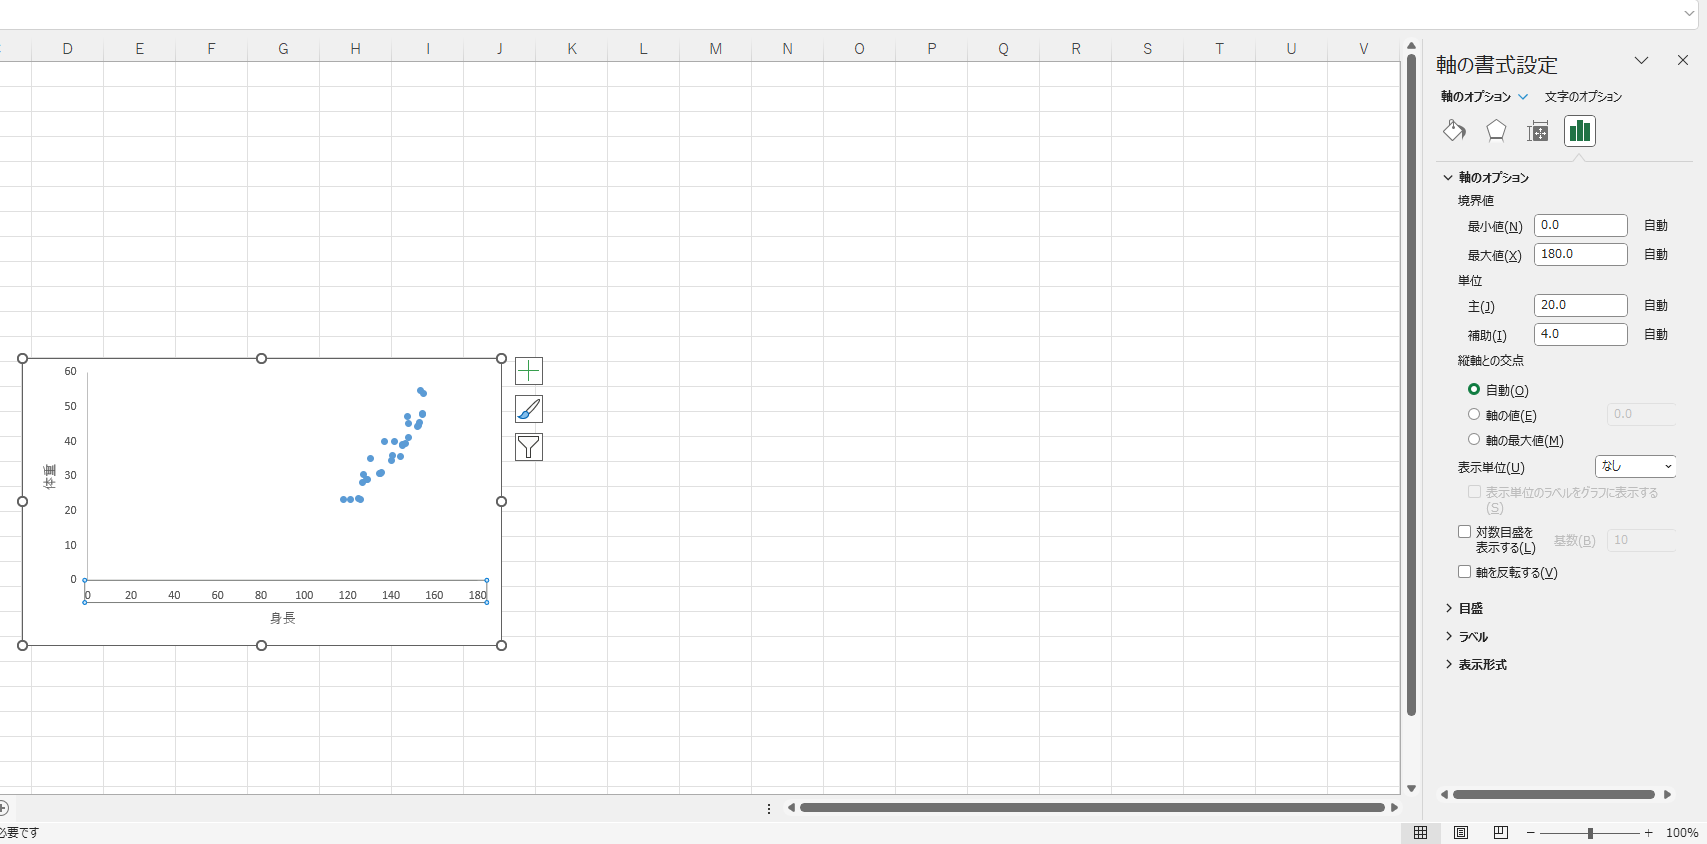 D E F G H I J K L M N O P Q R S T U V
軸の書式設定
軸のオプション 文字のオプション
軸のオプション
境界値
最小値(N) 0.0 自動
最大値(X) 180.0 自動
単位
主(J) 20.0 自動
補助(I) 4.0 自動
縦軸との交点
自動(O)
軸の値(E) 0.0
軸の最大値(M)
表示単位(U) なし
表示単位のラベルをグラフに表示する
(S)
対数目盛を
表示する(L) 基数(B) 10
軸を反転する(V)
目盛
ラベル
表示形式
60
50
40
30
20
10
0
体重
0 20 40 60 80 100 120 140 160 180
身長
必要です
100%